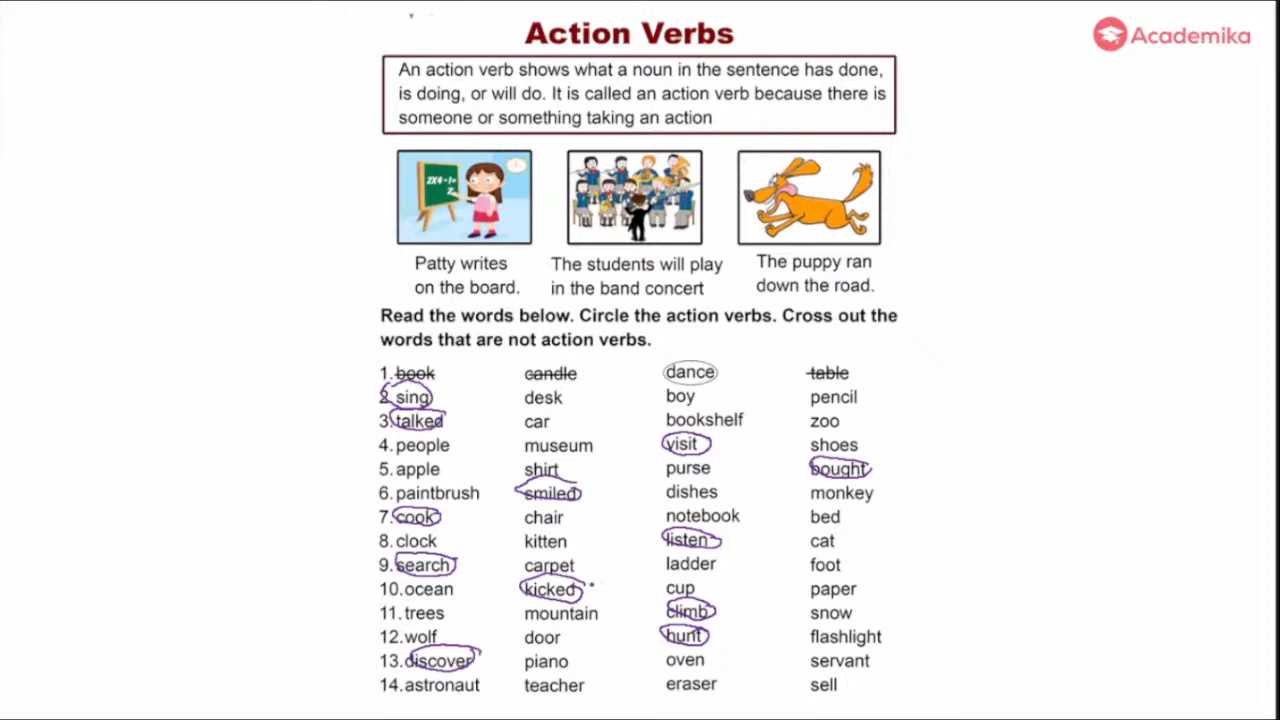 Action Verbs
Academika
An action verb shows what a noun in the sentence has done,
is doing, or will do. It is called an action verb because there is
someone or something taking an action
Patty writes
on the board.
The students will play
in the band concert
The puppy ran
down the road.
Read the words below. Circle the action verbs. Cross out the
words that are not action verbs.
1. book candle dance table
2. sing desk boy pencil
3. talked car bookshelf zoo
4. people museum visit shoes
5. apple shirt purse bought
6. paintbrush smiled dishes monkey
7. cook chair notebook bed
8. clock kitten listen cat
9. search carpet ladder foot
10. ocean kicked cup paper
11. trees mountain climb snow
12. wolf door hunt flashlight
13. discover piano oven servant
14. astronaut teacher eraser sell